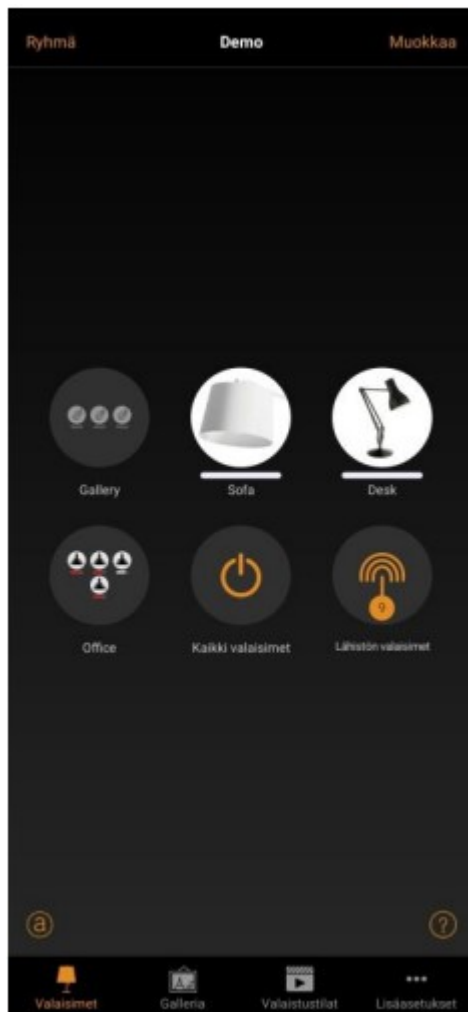 Ryhmä Demo Muokkaa
Gallery Sofa Desk
9
Office Kaikki valaisimet Lähistön valaisimet
a ?
Valaisimet Galleria Valaistustilat Lisäasetukset